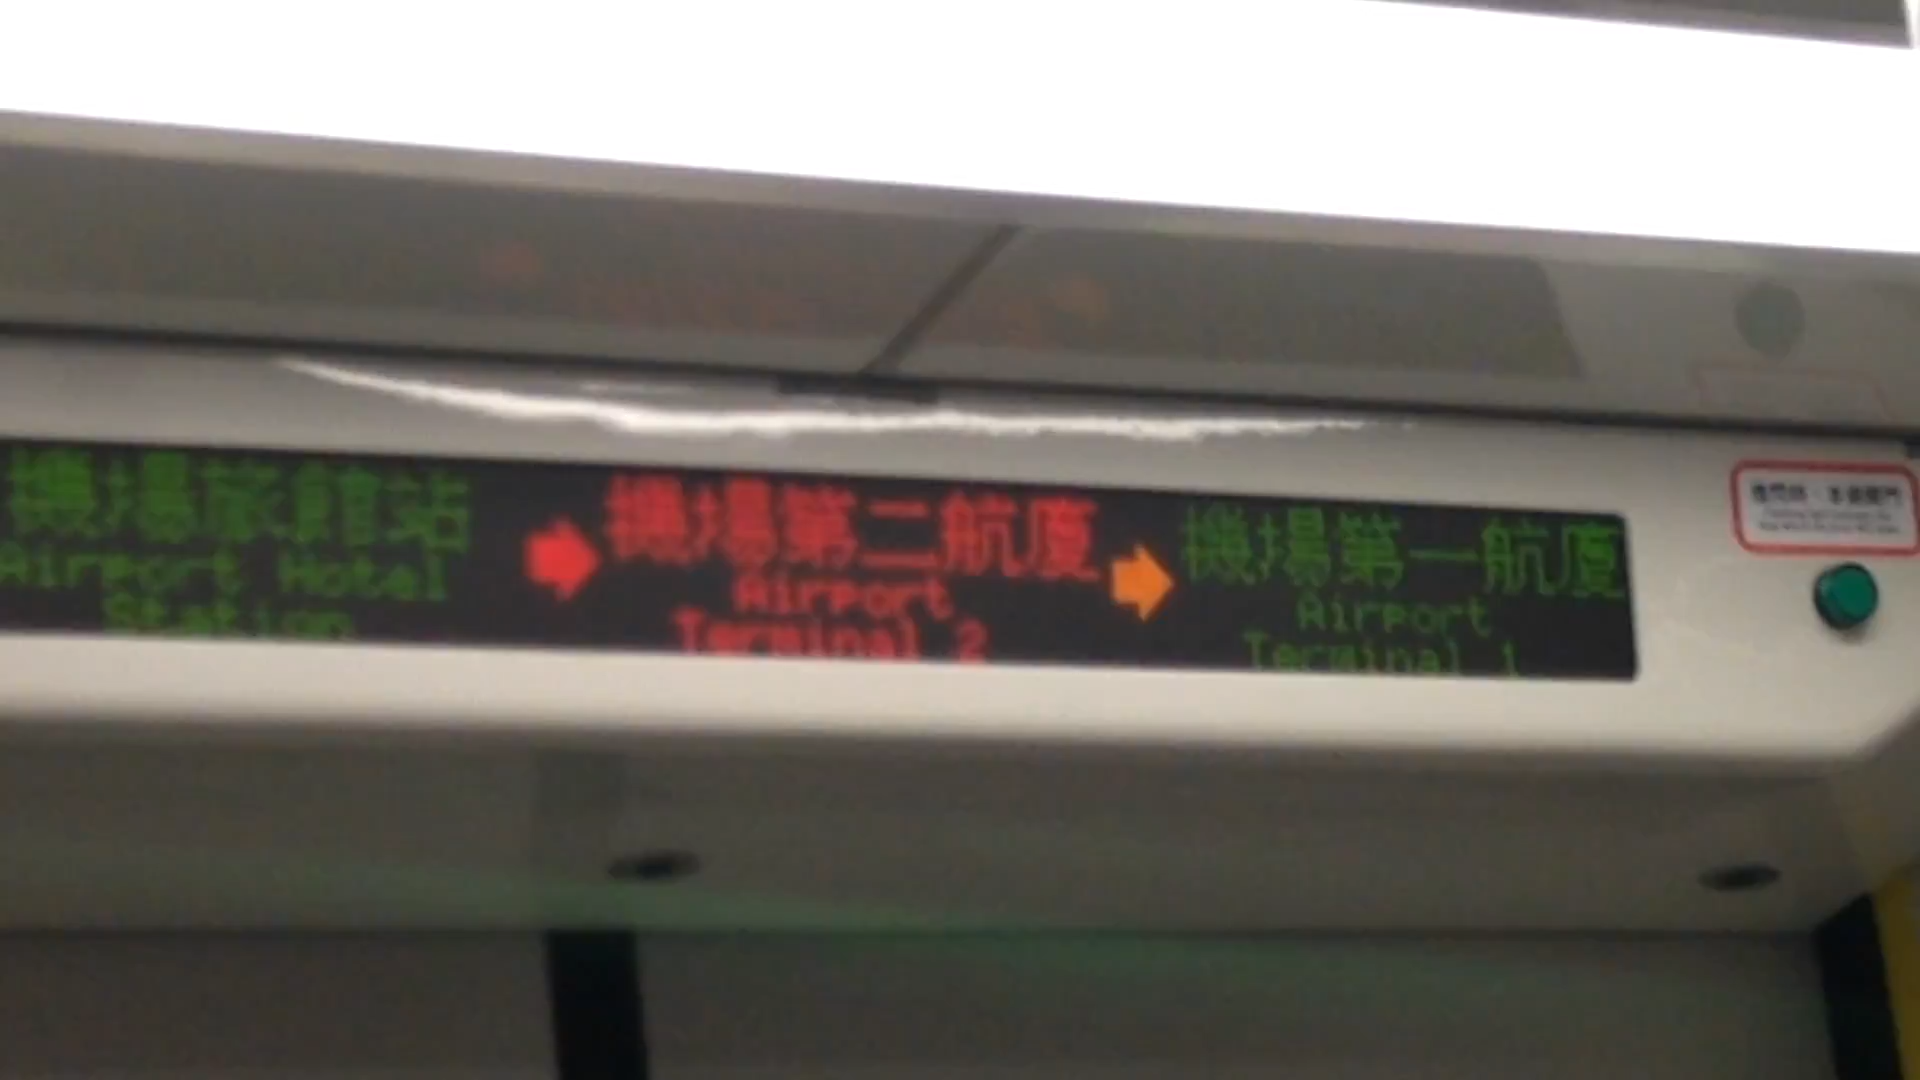 機場旅館站
Airport Hotel
Station
機場第二航廈
Airport
Terminal 2
機場第一航廈
Airport
Terminal 1